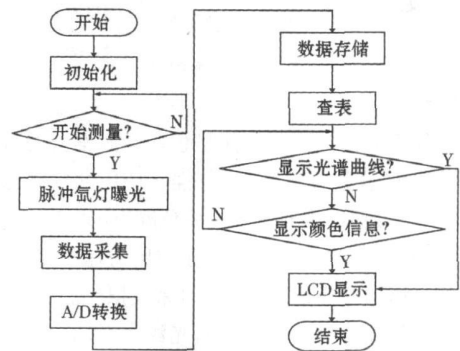 开始
初始化
开始测量?
N
Y
脉冲氙灯曝光
数据采集
A/D转换
数据存储
查表
显示光谱曲线?
Y
N
显示颜色信息?
N
Y
LCD显示
结束